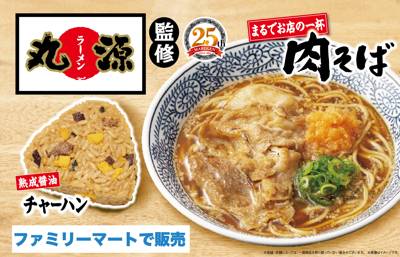 丸源
ラーメン
監修
25
まるでお店の一杯
肉そば
熟成醤油
チャーハン
ファミリーマートで販売